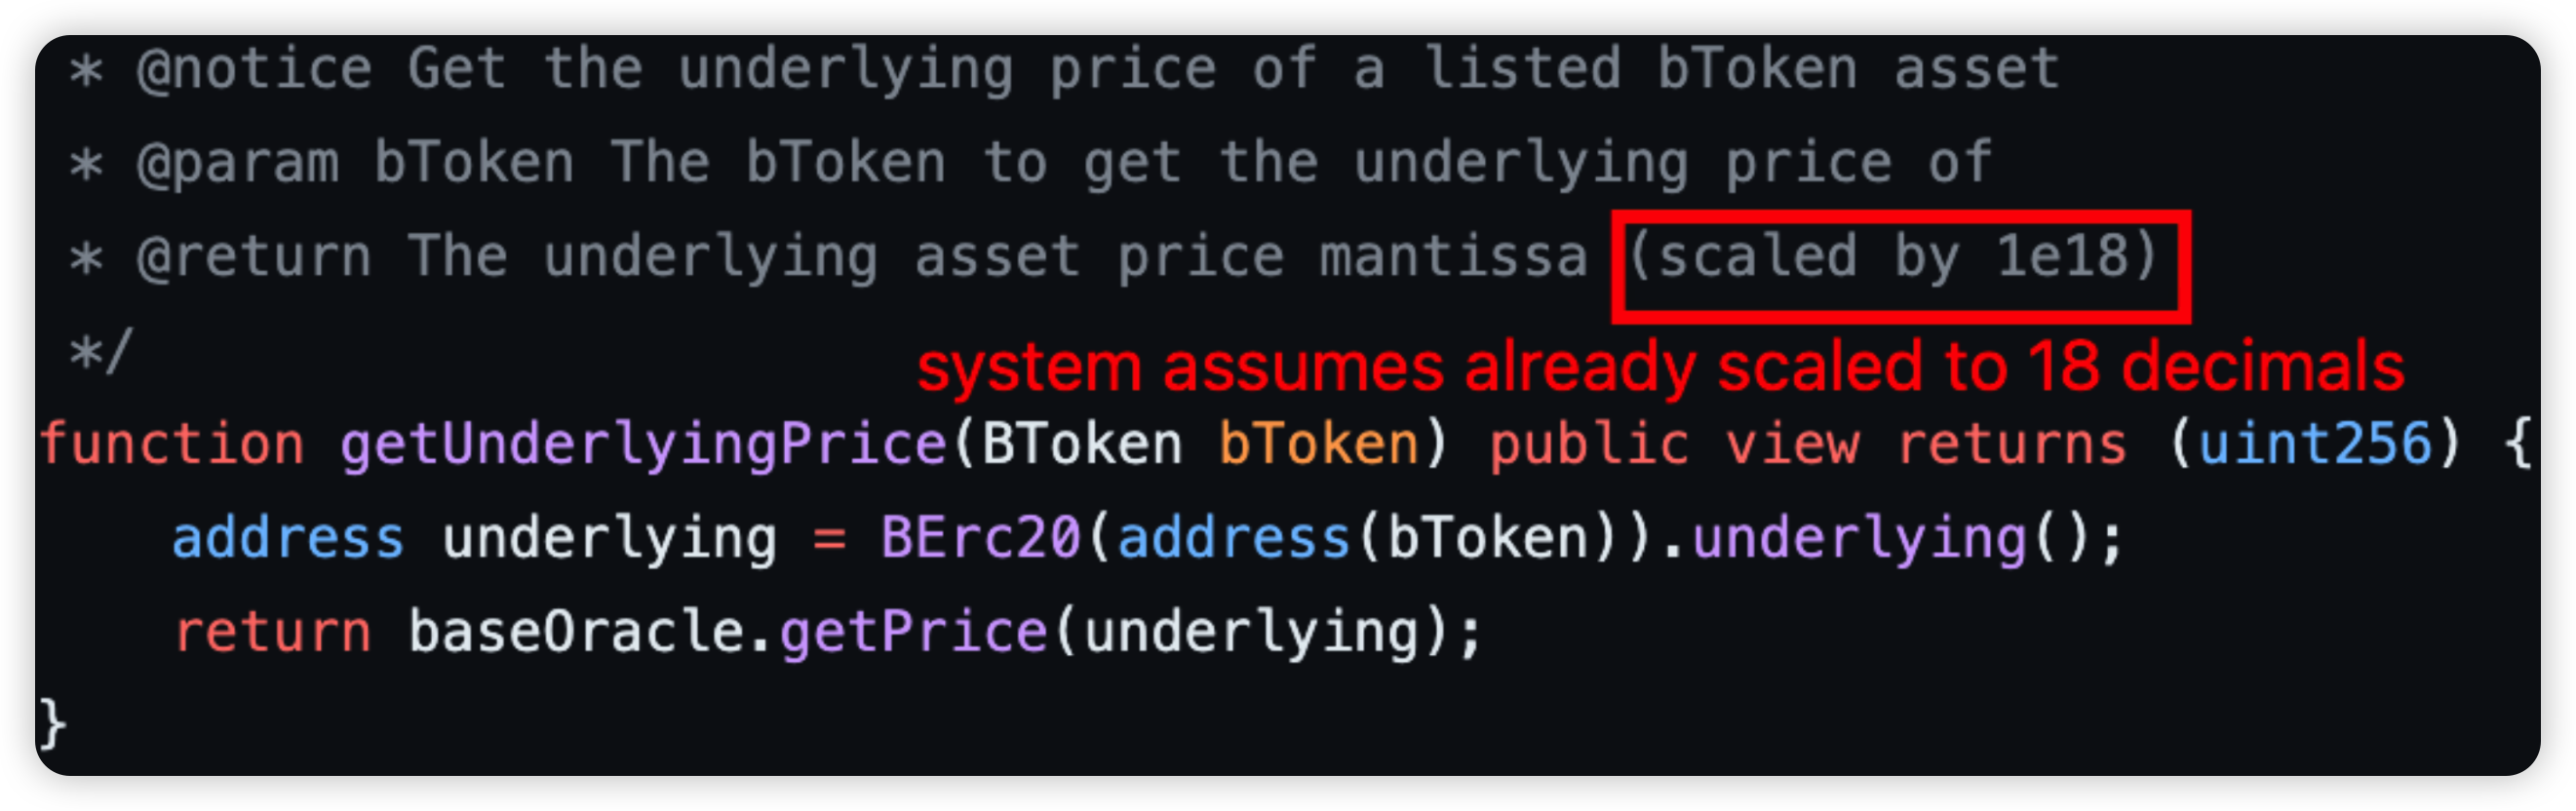 * @notice Get the underlying price of a listed bToken asset
* @param bToken The bToken to get the underlying price of
* @return The underlying asset price mantissa (scaled by 1e18)
*/
system assumes already scaled to 18 decimals
function getUnderlyingPrice(BToken bToken) public view returns (uint256) {
    address underlying = BErc20(address(bToken)).underlying();
    return baseOracle.getPrice(underlying);
}